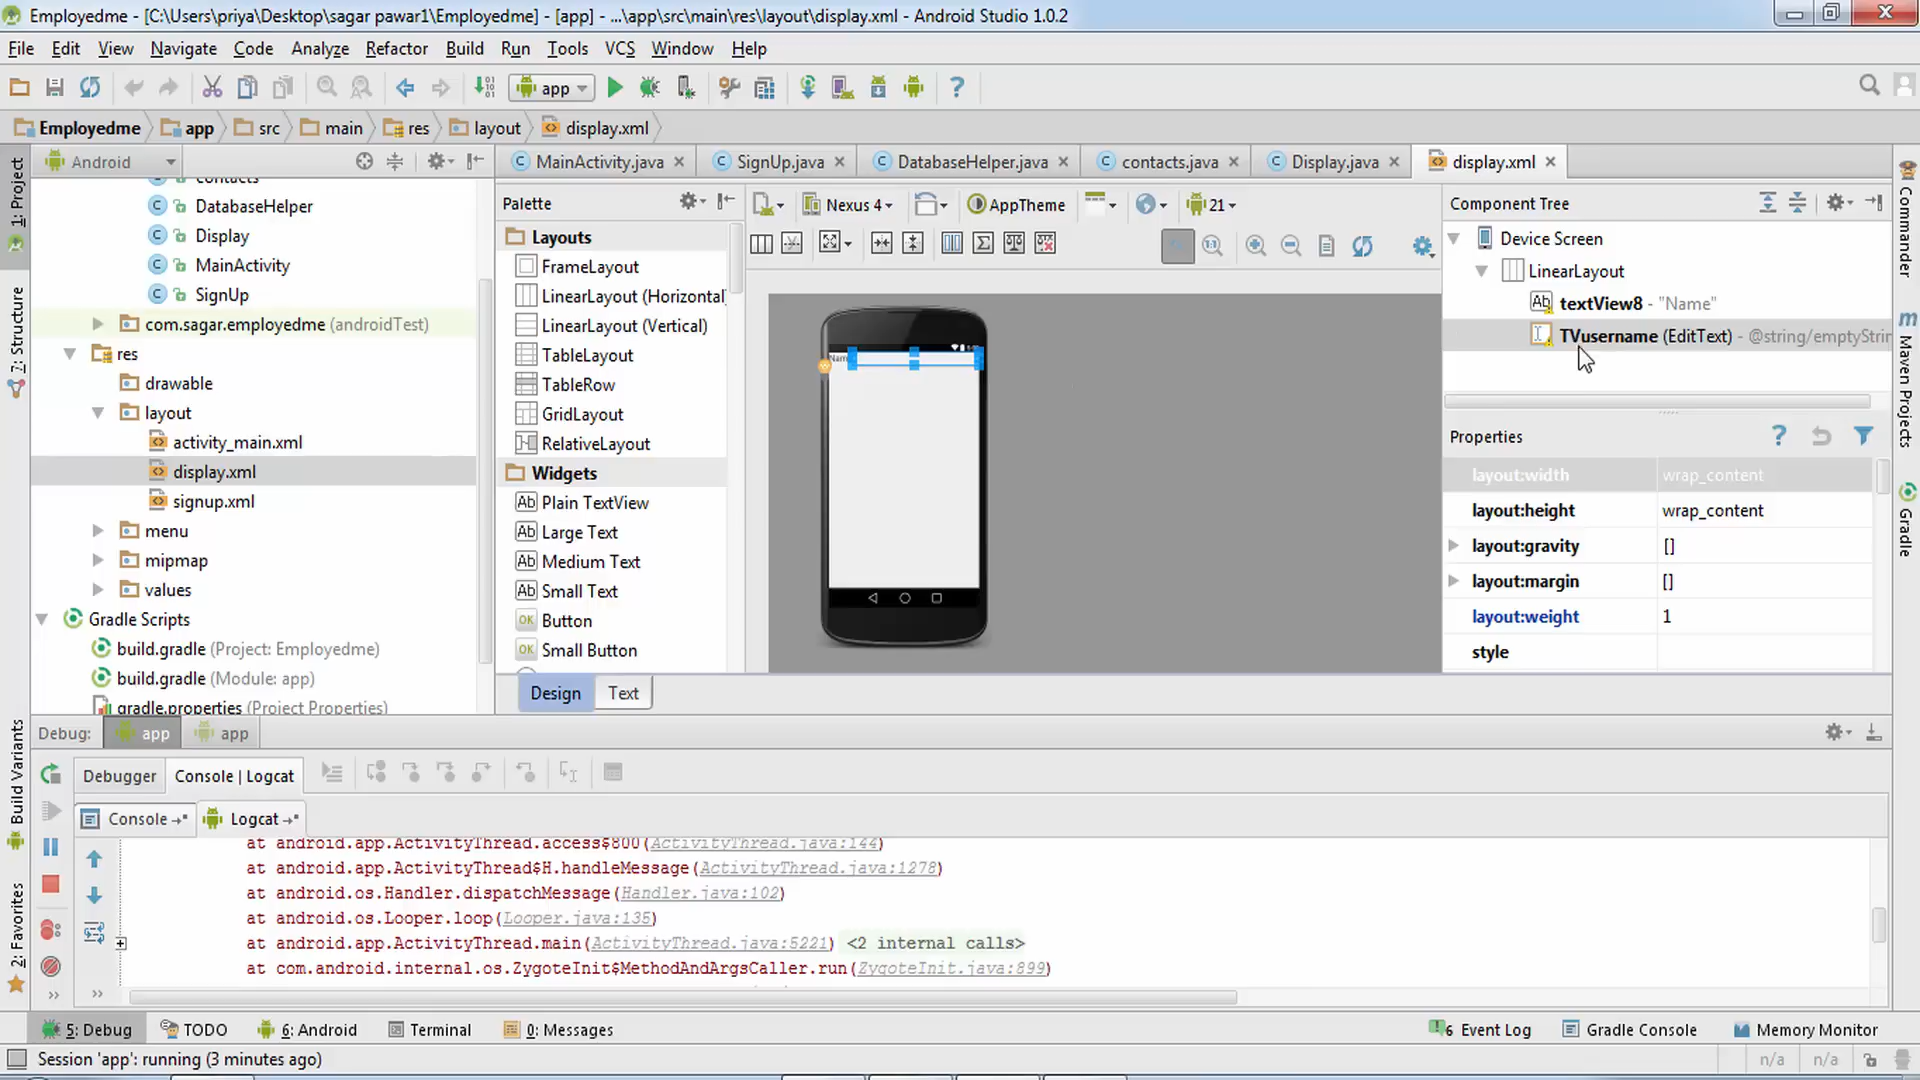 Employedme - [C:\Users\priya\Desktop\sagar pawar1\Employedme] - [app] - ...\app\src\main\res\layout\display.xml - Android Studio 1.0.2
File Edit View Navigate Code Analyze Refactor Build Run Tools VCS Window Help
app
Employedme app src main res layout display.xml
Android
MainActivity.java SignUp.java DatabaseHelper.java contacts.java Display.java display.xml
1: Project
7: Structure
Build Variants
2: Favorites
contacts
DatabaseHelper
Display
MainActivity
SignUp
com.sagar.employedme (androidTest)
res
drawable
layout
activity_main.xml
display.xml
signup.xml
menu
mipmap
values
Gradle Scripts
build.gradle (Project: Employedme)
build.gradle (Module: app)
gradle.properties (Project Properties)
Palette
Layouts
FrameLayout
LinearLayout (Horizontal
LinearLayout (Vertical)
TableLayout
TableRow
GridLayout
RelativeLayout
Widgets
Plain TextView
Large Text
Medium Text
Small Text
Button
Small Button
Nexus 4 AppTheme 21
Design Text
Component Tree
Device Screen
LinearLayout
textView8 - "Name"
TVusername (EditText) - @string/emptyStrin
Properties
layout:width wrap_content
layout:height wrap_content
layout:gravity []
layout:margin []
layout:weight 1
style
Commander
Maven Projects
Gradle
Debug: app app
Debugger Console | Logcat
Console Logcat
at android.app.ActivityThread.access$800(ActivityThread.java:144)
at android.app.ActivityThread$H.handleMessage(ActivityThread.java:1278)
at android.os.Handler.dispatchMessage(Handler.java:102)
at android.os.Looper.loop(Looper.java:135)
at android.app.ActivityThread.main(ActivityThread.java:5221) <2 internal calls>
at com.android.internal.os.ZygoteInit$MethodAndArgsCaller.run(ZygoteInit.java:899)
5: Debug TODO 6: Android Terminal 0: Messages 6 Event Log Gradle Console Memory Monitor
Session 'app': running (3 minutes ago) n/a n/a